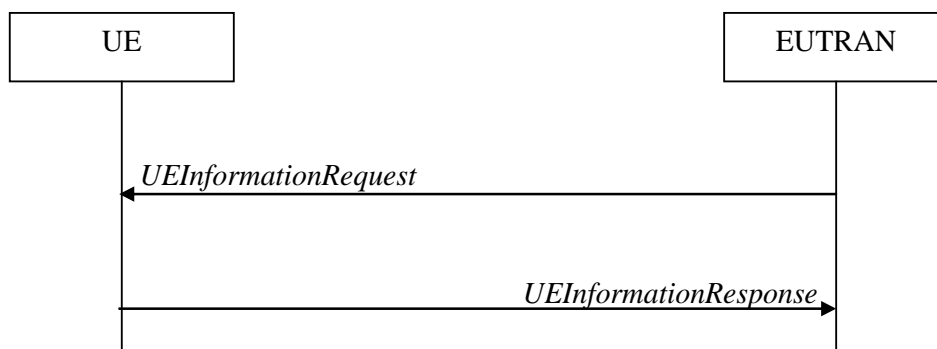 UE
EUTRAN
UEInformationRequest
UEInformationResponse